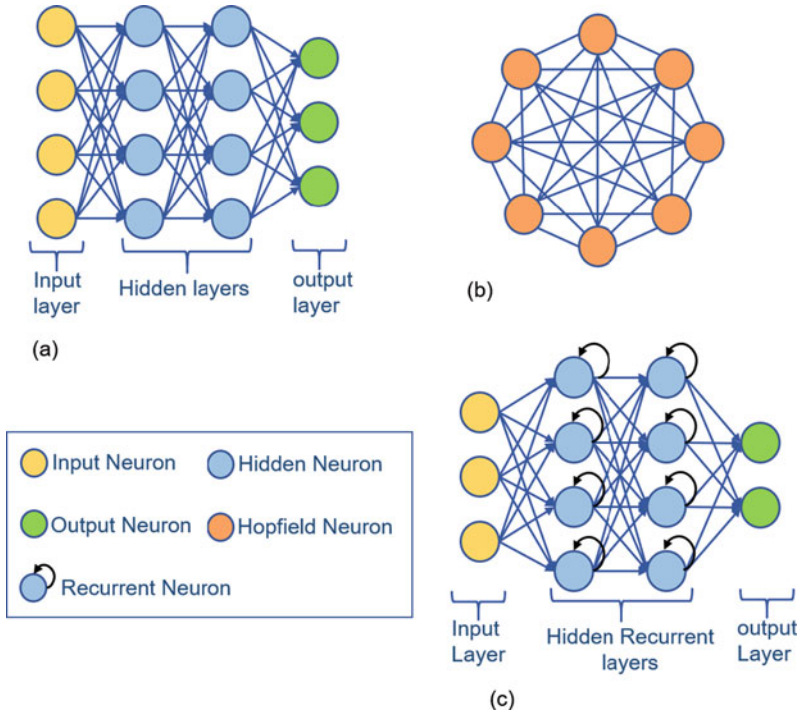 Input
layer
Hidden layers
output
layer
(a)
(b)
Input Neuron
Hidden Neuron
Output Neuron
Hopfield Neuron
Recurrent Neuron
Input
Layer
Hidden Recurrent
layers
output
Layer
(c)